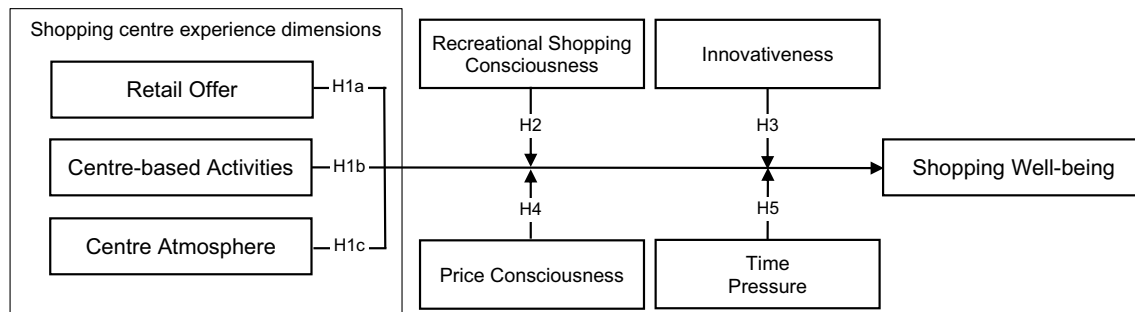 Shopping centre experience dimensions
Retail Offer
H1a
Centre-based Activities
H1b
Centre Atmosphere
H1c
Recreational Shopping
Consciousness
H2
Innovativeness
H3
H4
Price Consciousness
H5
Time
Pressure
Shopping Well-being